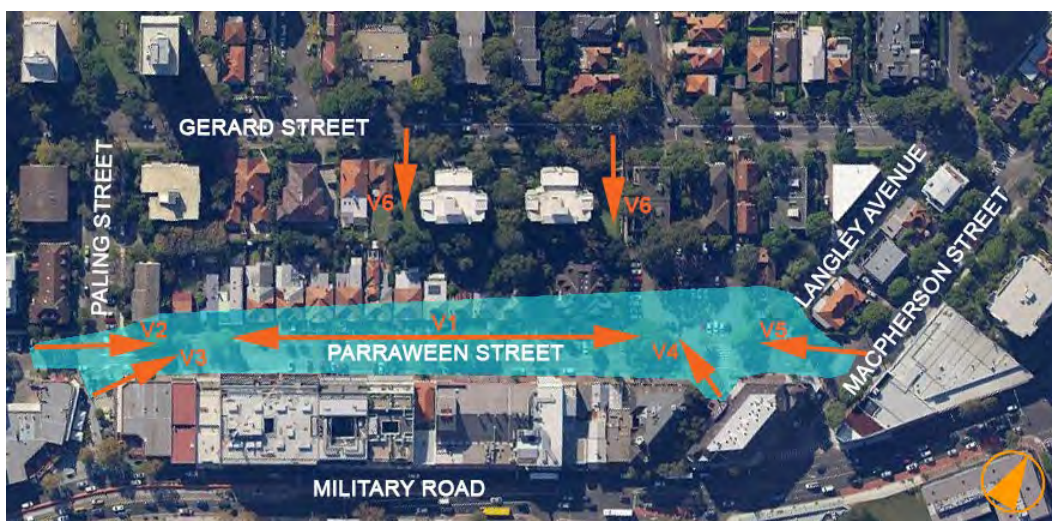 GERARD STREET
PALING STREET
V6
V6
LANGLEY AVENUE
MACPHERSON STREET
V2
V1
V5
V3
PARRAWEEN STREET
V4
MILITARY ROAD